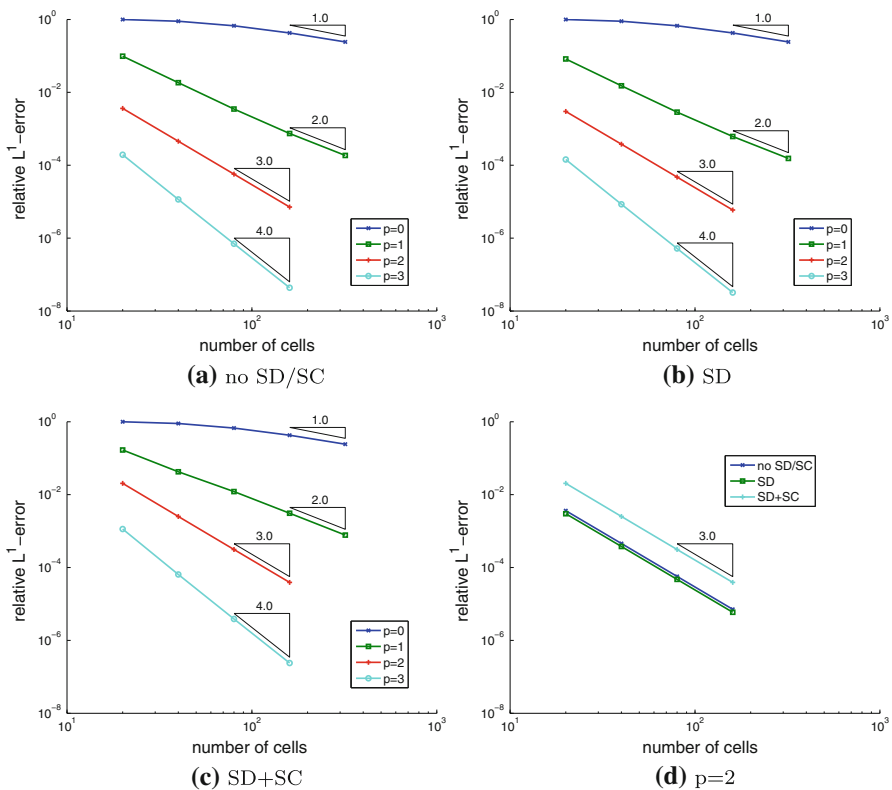 10^0
10^-2
10^-4
10^-6
10^-8
relative L^1-error
1.0
2.0
3.0
4.0
p=0
p=1
p=2
p=3
10^1
10^2
10^3
number of cells
(a) no SD/SC
10^0
10^-2
10^-4
10^-6
10^-8
relative L^1-error
1.0
2.0
3.0
4.0
p=0
p=1
p=2
p=3
10^1
10^2
10^3
number of cells
(b) SD
10^0
10^-2
10^-4
10^-6
10^-8
relative L^1-error
1.0
2.0
3.0
4.0
p=0
p=1
p=2
p=3
10^1
10^2
10^3
number of cells
(c) SD+SC
10^0
10^-2
10^-4
10^-6
10^-8
relative L^1-error
no SD/SC
SD
SD+SC
3.0
10^1
10^2
10^3
number of cells
(d) p=2